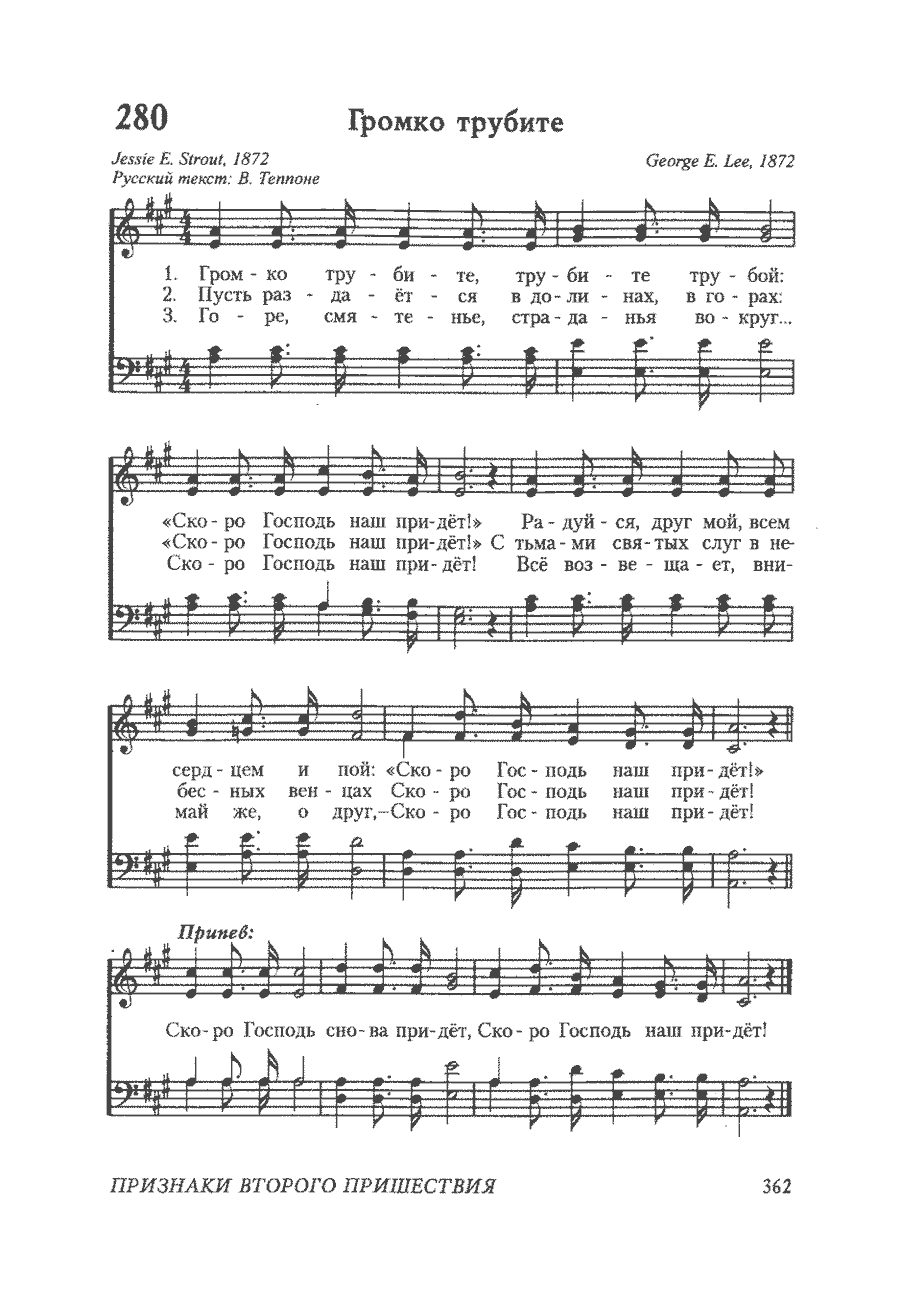 280 Громко трубите
Jessie E. Strout, 1872 George E. Lee, 1872
Русский текст: В. Теппоне
1. Гром - ко тру - би - те, тру - би - те тру - бой:
2. Пусть раз - да - ёт - ся в до - ли - нах, в го - рах:
3. Го - ре, смя - те - нье, стра - да - нья во - круг...
«Ско - ро Господь наш при-дёт!» Ра - дуй - ся, друг мой, всем
«Ско - ро Господь наш при-дёт!» С тьма - ми свя - тых слуг в не-
Ско - ро Господь наш при-дёт! Всё воз - ве - ща - ет, вни-
серд - цем и пой: «Ско - ро Гос - подь наш при - дёт!»
бес - ных вен - цах Ско - ро Гос - подь наш при - дёт!
май же, о друг,–Ско - ро Гос - подь наш при - дёт!
Припев:
Ско - ро Господь сно - ва при-дёт, Ско - ро Господь наш при-дёт!
ПРИЗНАКИ ВТОРОГО ПРИШЕСТВИЯ 362